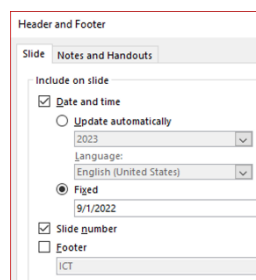 Header and Footer
Slide
Notes and Handouts
Include on slide
Date and time
Update automatically
2023
Language:
English (United States)
Fixed
9/1/2022
Slide number
Footer
ICT